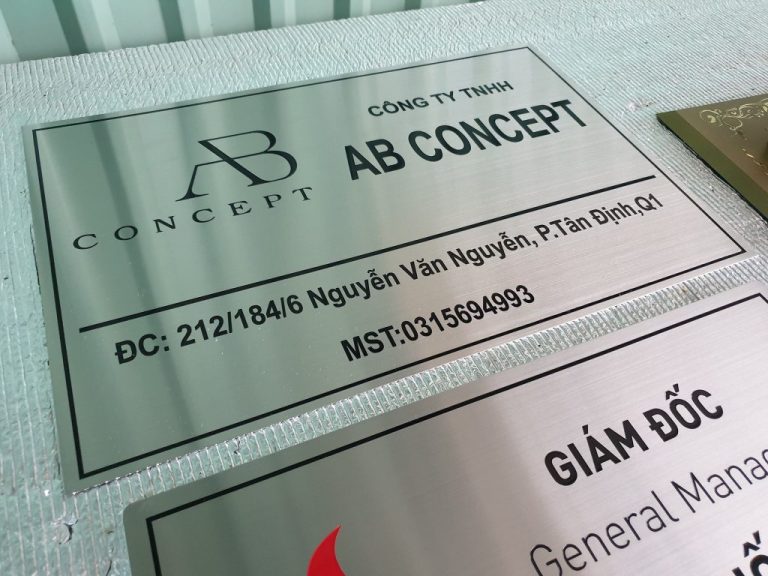 AB
CONCEPT
CÔNG TY TNHH
AB CONCEPT
ĐC: 212/184/6 Nguyễn Văn Nguyễn, P.Tân Định,Q1
MST:0315694993
GIÁM ĐỐC
General Manag